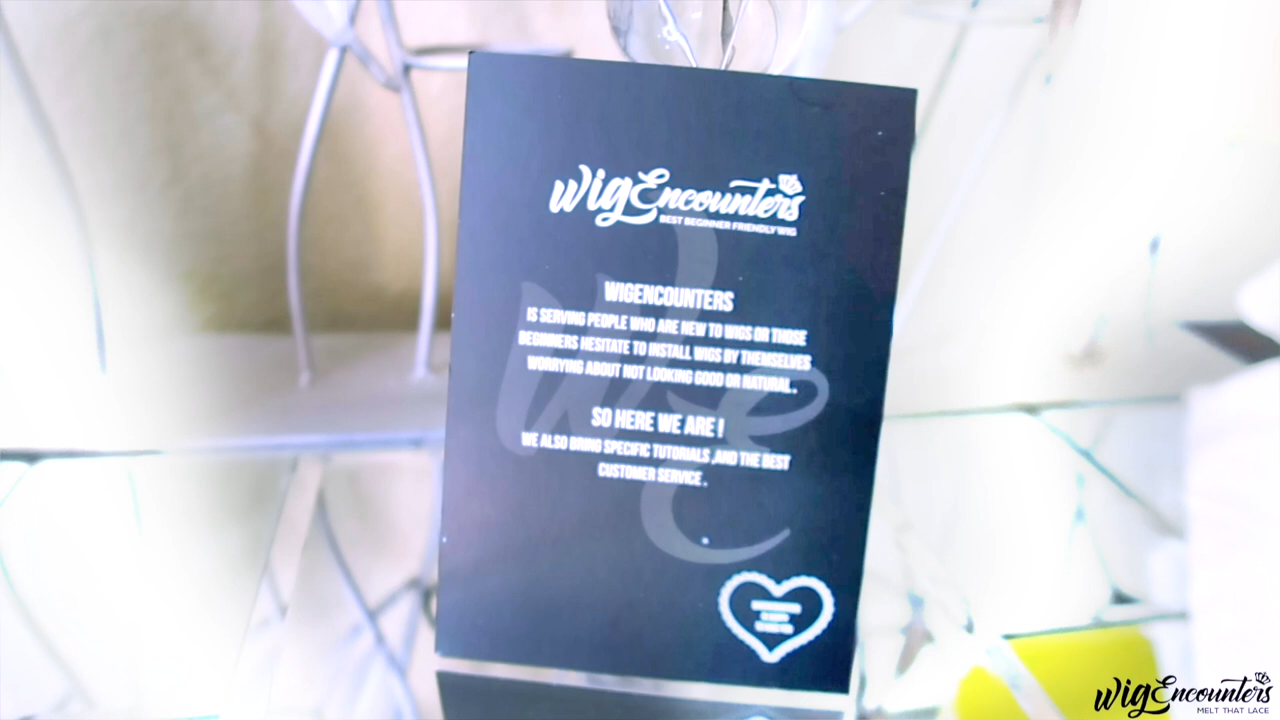 WigEncounters
BEST BEGINNER FRIENDLY WIG
WIGENCOUNTERS
IS SERVING PEOPLE WHO ARE NEW TO WIGS OR THOSE
BEGINNERS HESITATE TO INSTALL WIGS BY THEMSELVES
WORRYING ABOUT NOT LOOKING GOOD OR NATURAL .
SO HERE WE ARE !
WE ALSO BRING SPECIFIC TUTORIALS ,AND THE BEST
CUSTOMER SERVICE .
We
WigEncounters
MELT THAT LACE